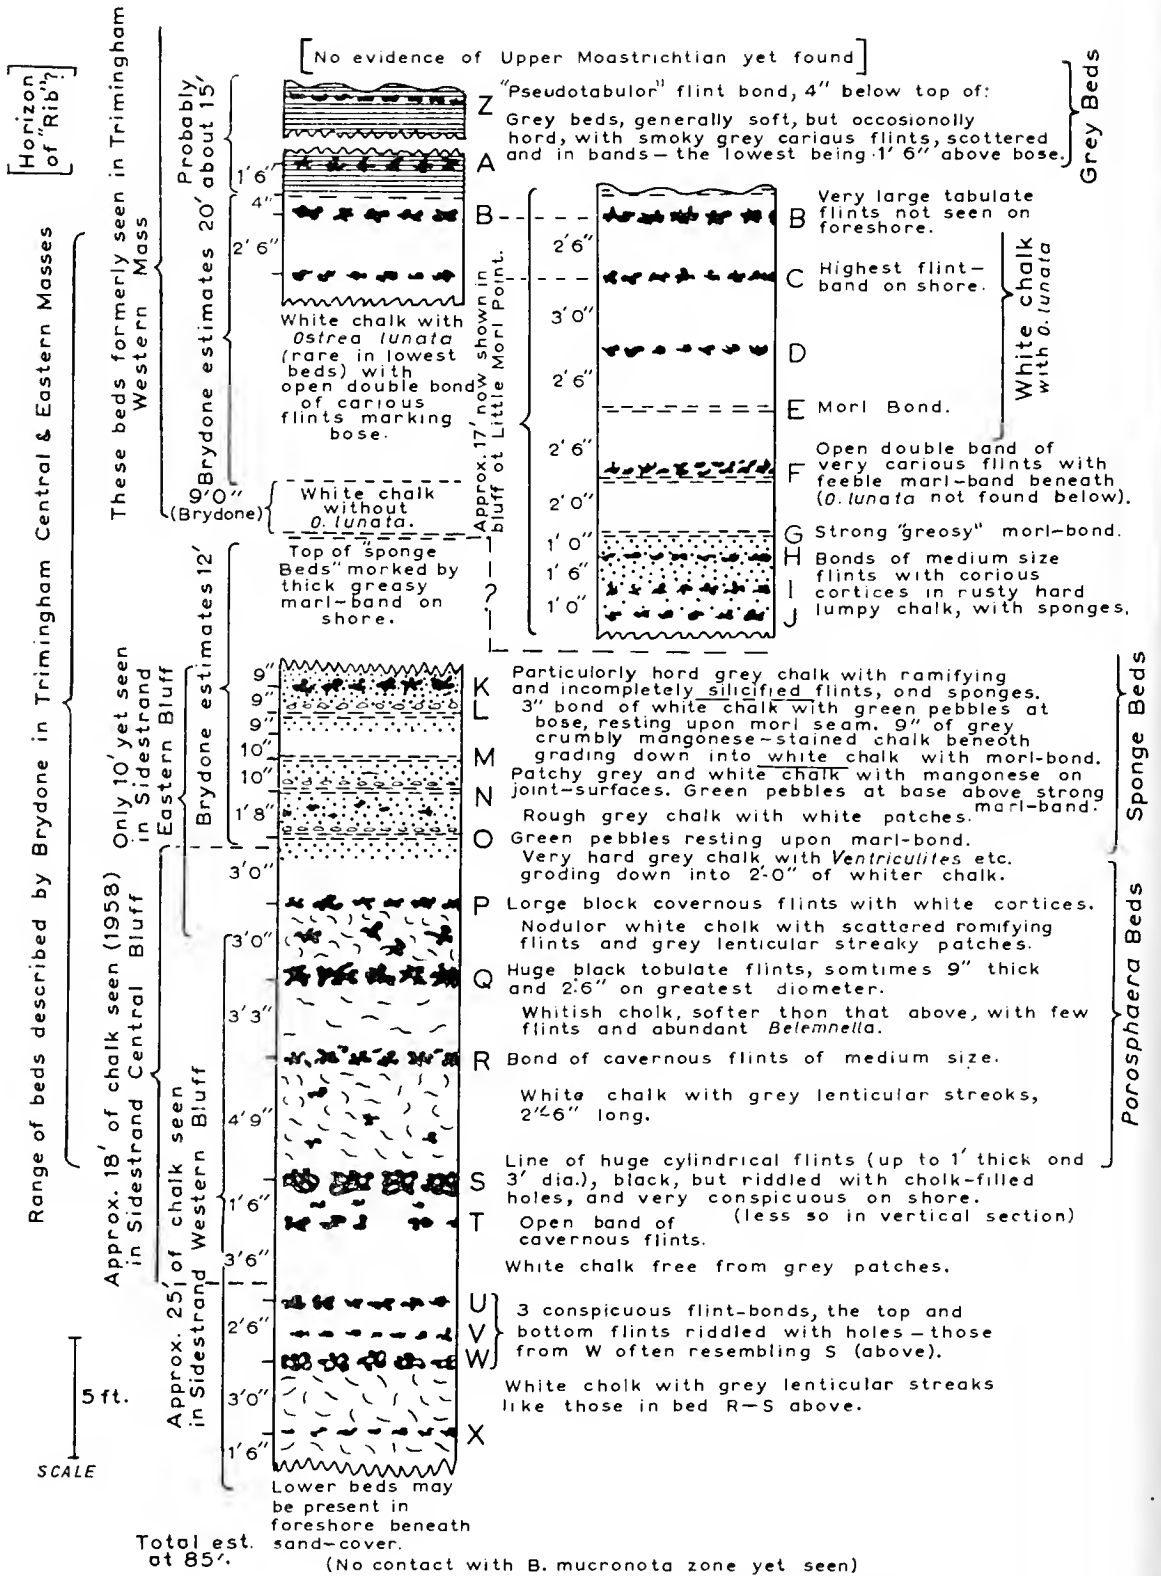 [No evidence of Upper Moastrichtian yet found]
[Horizon of "Rib"?]
These beds formerly seen in Trimingham
Western Mass
Range of beds described by Brydone in Trimingham Central & Eastern Masses
Probably
about 15'
Brydone estimates 20'
1' 6"
4"
2' 6"
Z
A
B
"Pseudotabulor" flint bond, 4" below top of:
Grey beds, generally soft, but occosionolly
hord, with smoky grey carious flints, scottered
and in bands — the lowest being 1' 6" above bose.
Grey Beds
White chalk with
Ostrea lunata
(rare in lowest
beds) with
open double bond
of carious
flints marking
bose.
9'0"
(Brydone)
White chalk
without
O. lunata.
Top of "sponge
Beds" morked by
thick greasy
marl-band on
shore.
?
Approx. 17' now shown in
bluff ot Little Morl Point.
2' 6"
3' 0"
2' 6"
2' 6"
2' 0"
1' 0"
1' 6"
1' 0"
B
Very large tabulate
flints not seen on
foreshore.
C
Highest flint-
band on shore.
D
E
Morl Bond.
White chalk
with O. lunata
F
Open double band of
very carious flints with
feeble marl-band beneath
(O. lunata not found below).
G
Strong "greosy" morl-bond.
H
I
J
Bonds of medium size
flints with corious
cortices in rusty hard
lumpy chalk, with sponges.
Only 10' yet seen
in Sidestrand
Eastern Bluff
Brydone estimates 12'
9"
9"
9"
10"
10"
1' 8"
3' 0"
K
L
M
N
O
Particulorly hord grey chalk with ramifying
and incompletely silicified flints, ond sponges.
3" bond of white chalk with green pebbles at
bose, resting upon morl seam. 9" of grey
crumbly mangonese-stained chalk beneath
grading down into white chalk with morl-bond.
Patchy grey and white chalk with mangonese on
joint-surfaces. Green pebbles at base above strong
marl-band.
Rough grey chalk with white patches.
Green pebbles resting upon marl-bond.
Very hard grey chalk with Ventriculites etc.
groding down into 2'-0" of whiter chalk.
Sponge Beds
Approx. 18' of chalk seen (1958)
in Sidestrand Central Bluff
Approx. 25' of chalk seen
in Sidestrand Western Bluff
3' 0"
3' 3"
4' 9"
1' 6"
3' 6"
2' 6"
3' 0"
1' 6"
P
Lorge block covernous flints with white cortices.
Nodulor white cholk with scattered romifying
flints and grey lenticular streaky patches.
Q
Huge black tobulate flints, somtimes 9" thick
and 2'6" on greatest diometer.
Whitish cholk, softer thon that above, with few
flints and abundant Belemnella.
R
Bond of cavernous flints of medium size.
White chalk with grey lenticular streoks,
2"-6" long.
Porosphaera Beds
S
Line of huge cylindrical flints (up to 1' thick ond
3' dia.), black, but riddled with cholk-filled
holes, and very conspicuous on shore.
(less so in vertical section)
T
Open band of
cavernous flints.
White chalk free from grey patches.
U
V
W
3 conspicuous flint-bonds, the top and
bottom flints riddled with holes – those
from W often resembling S (above).
White cholk with grey lenticular streaks
like those in bed R–S above.
X
5 ft.
SCALE
Lower beds may
be present in
foreshore beneath
sand-cover.
Total est.
at 85'.
(No contact with B. mucronota zone yet seen)